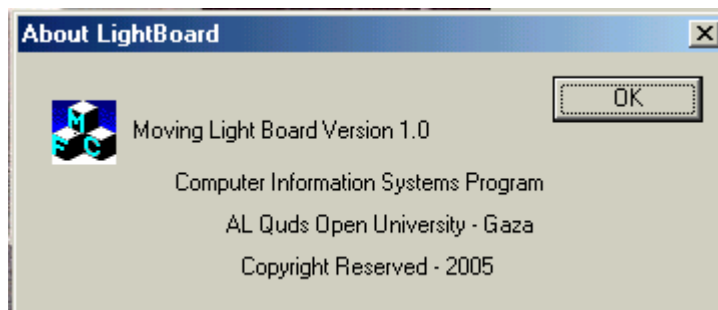 About LightBoard
OK
MFC
Moving Light Board Version 1.0
Computer Information Systems Program
AL Quds Open University - Gaza
Copyright Reserved - 2005